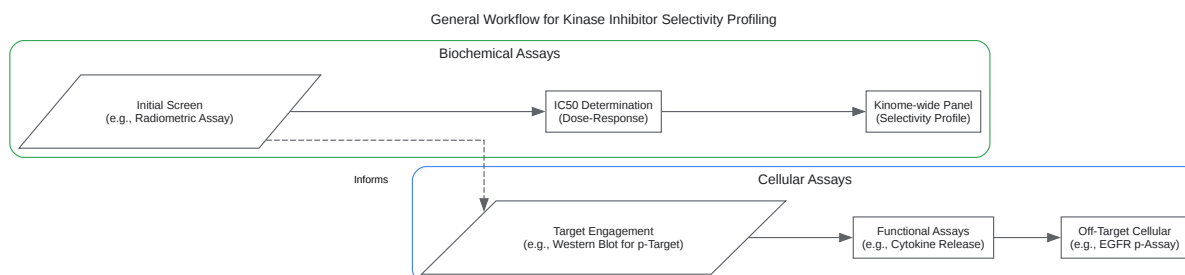 General Workflow for Kinase Inhibitor Selectivity Profiling
Biochemical Assays
Initial Screen
(e.g., Radiometric Assay)
IC50 Determination
(Dose-Response)
Kinome-wide Panel
(Selectivity Profile)
Informs
Cellular Assays
Target Engagement
(e.g., Western Blot for p-Target)
Functional Assays
(e.g., Cytokine Release)
Off-Target Cellular
(e.g., EGFR p-Assay)